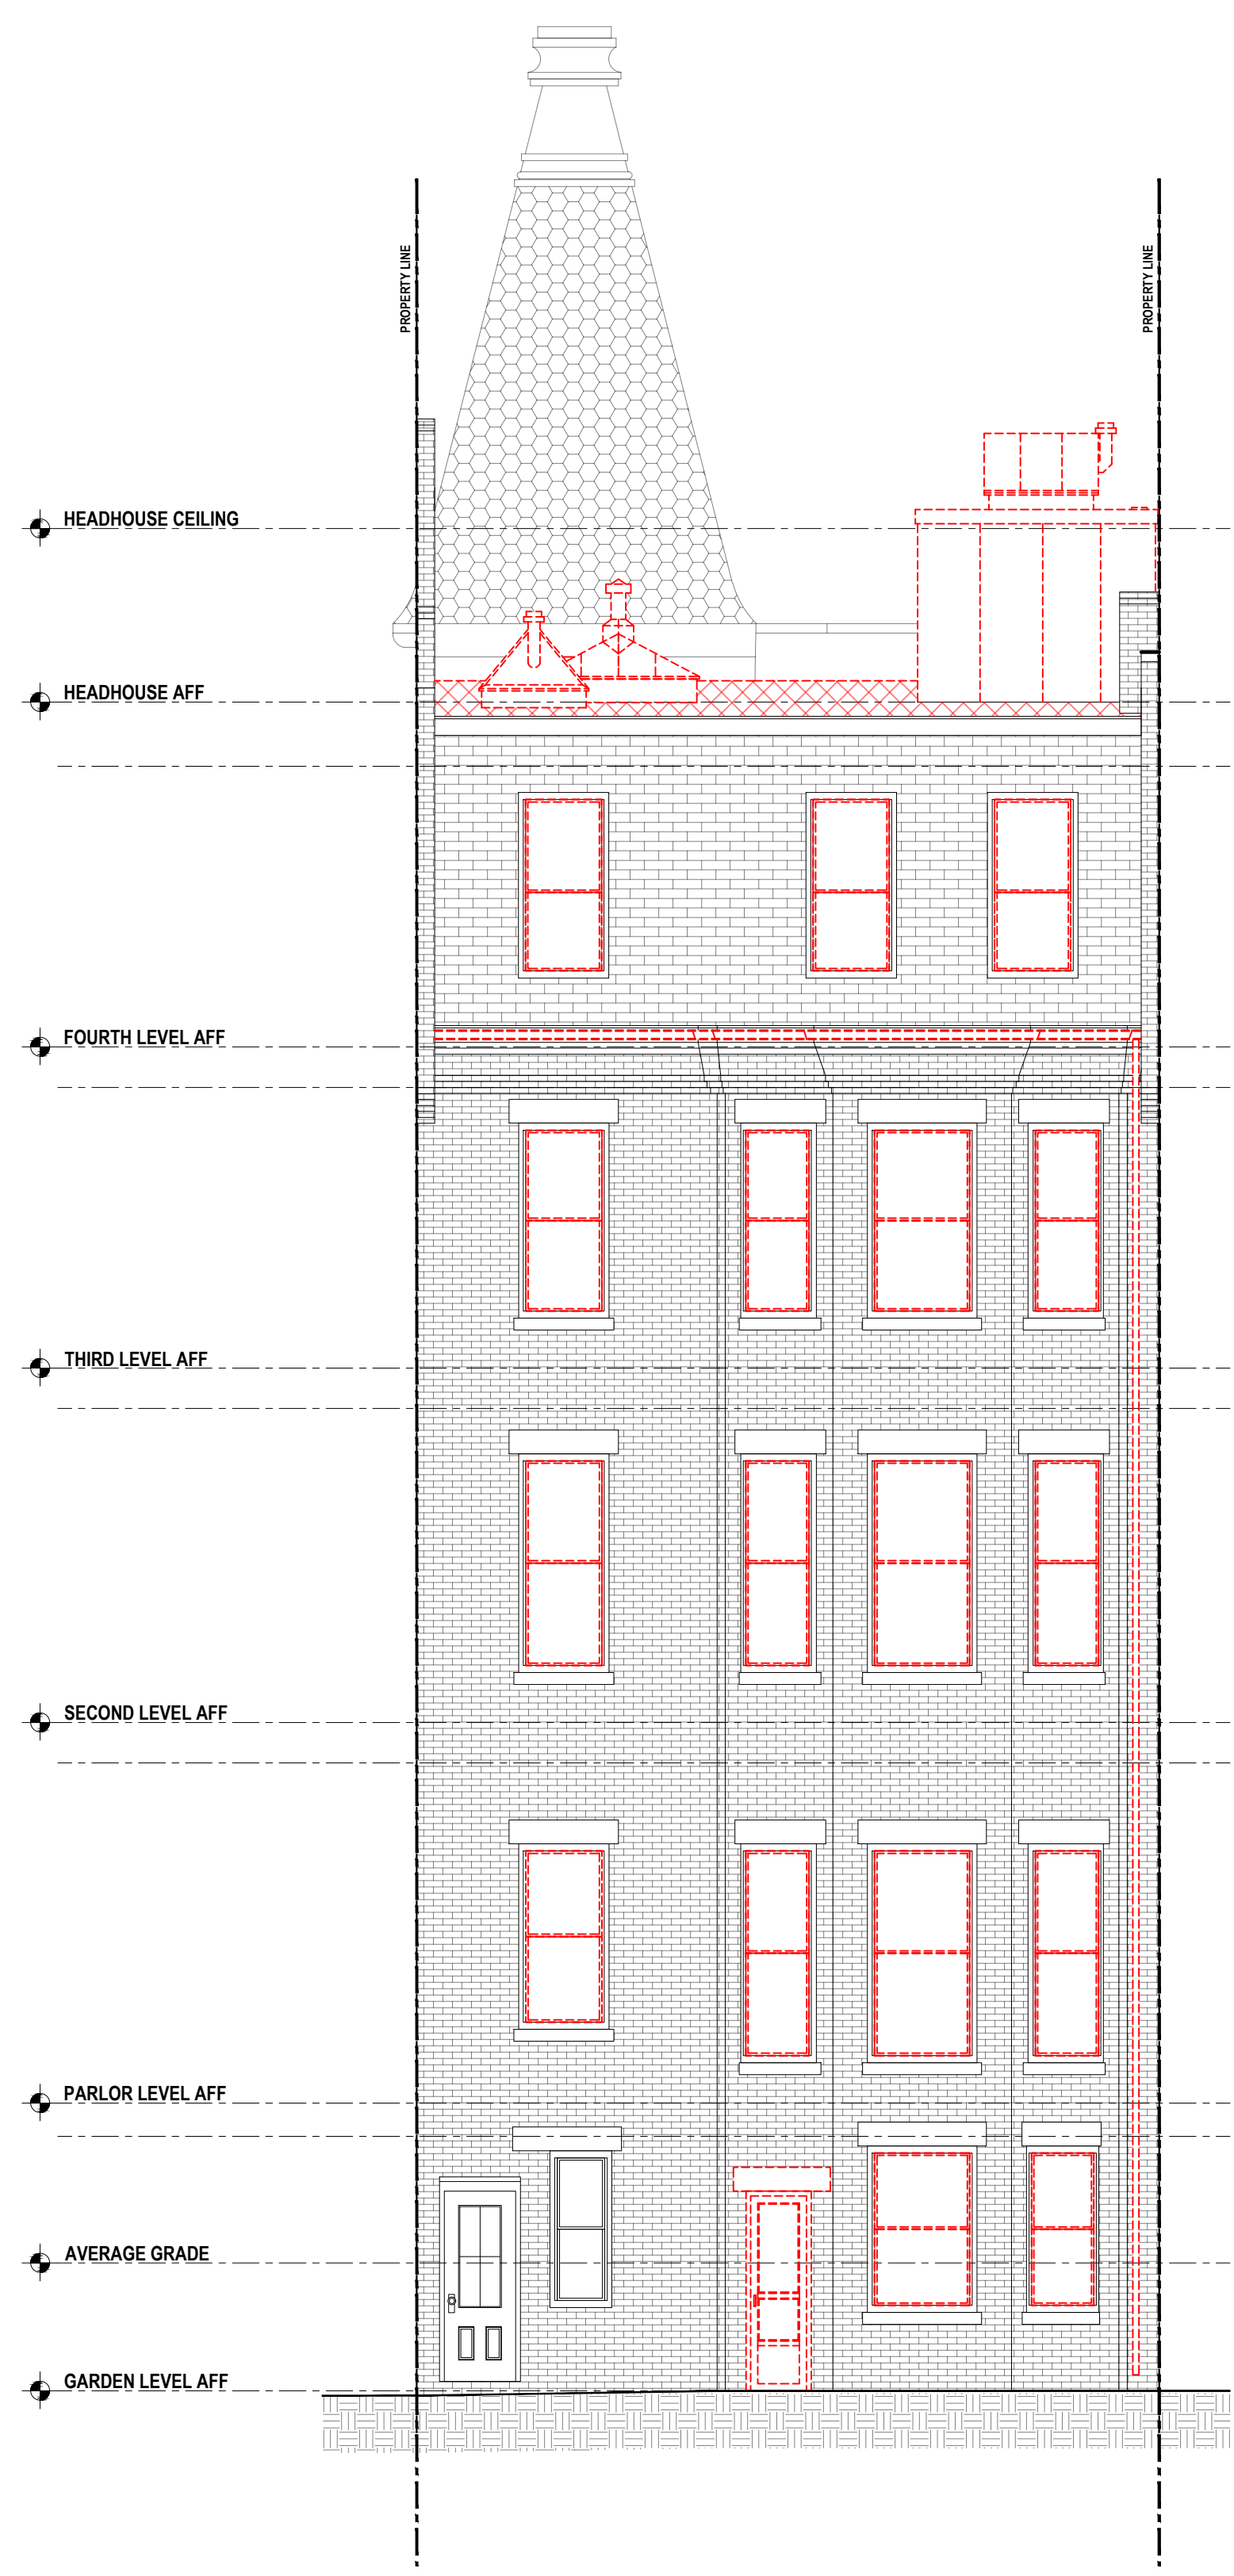 PROPERTY LINE
PROPERTY LINE
HEADHOUSE CEILING
HEADHOUSE AFF
FOURTH LEVEL AFF
THIRD LEVEL AFF
SECOND LEVEL AFF
PARLOR LEVEL AFF
AVERAGE GRADE
GARDEN LEVEL AFF